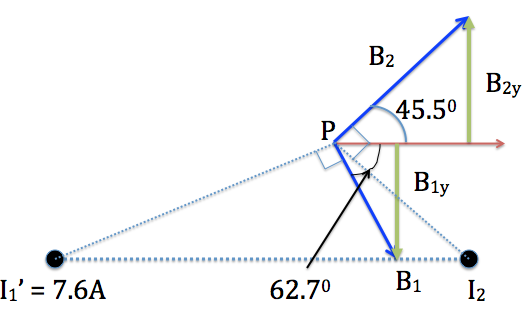 B₂
B₂y
45.5⁰
P
B₁y
I₁’ = 7.6A
62.7⁰
B₁
I₂